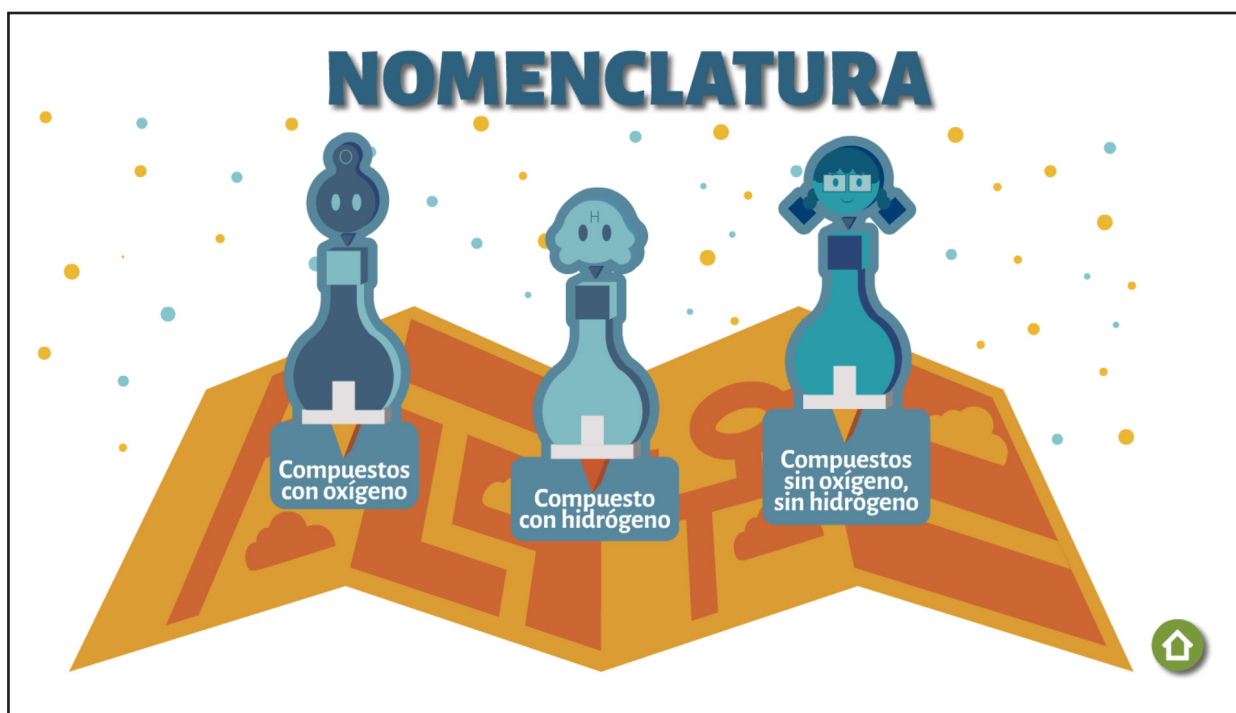 NOMENCLATURA
O
H
Compuestos
con oxígeno
Compuesto
con hidrógeno
Compuestos
sin oxígeno,
sin hidrógeno